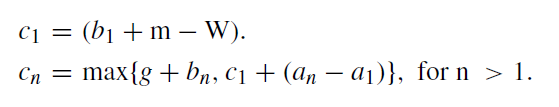 c₁ = (b₁ + m − W).
cₙ = max{g + bₙ, c₁ + (aₙ − a₁)}, for n > 1.